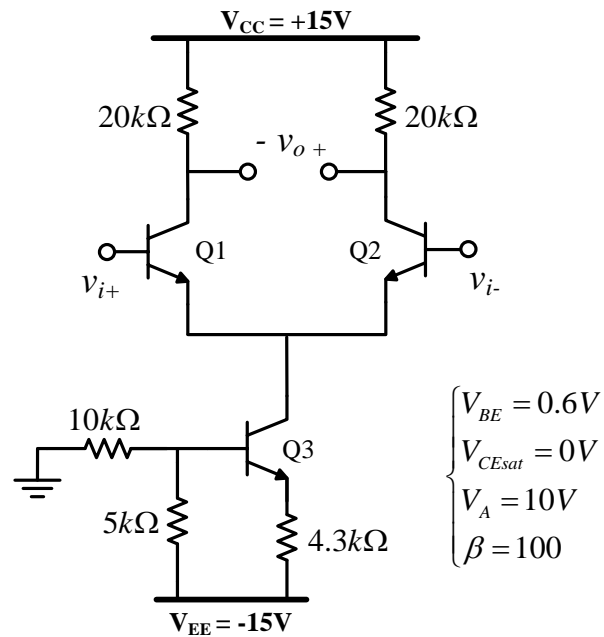 V_CC = +15V
20kΩ
20kΩ
- v_o +
Q1
Q2
v_i+
v_i-
10kΩ
Q3
5kΩ
4.3kΩ
V_EE = -15V
V_BE = 0.6V
V_CEsat = 0V
V_A = 10V
β = 100